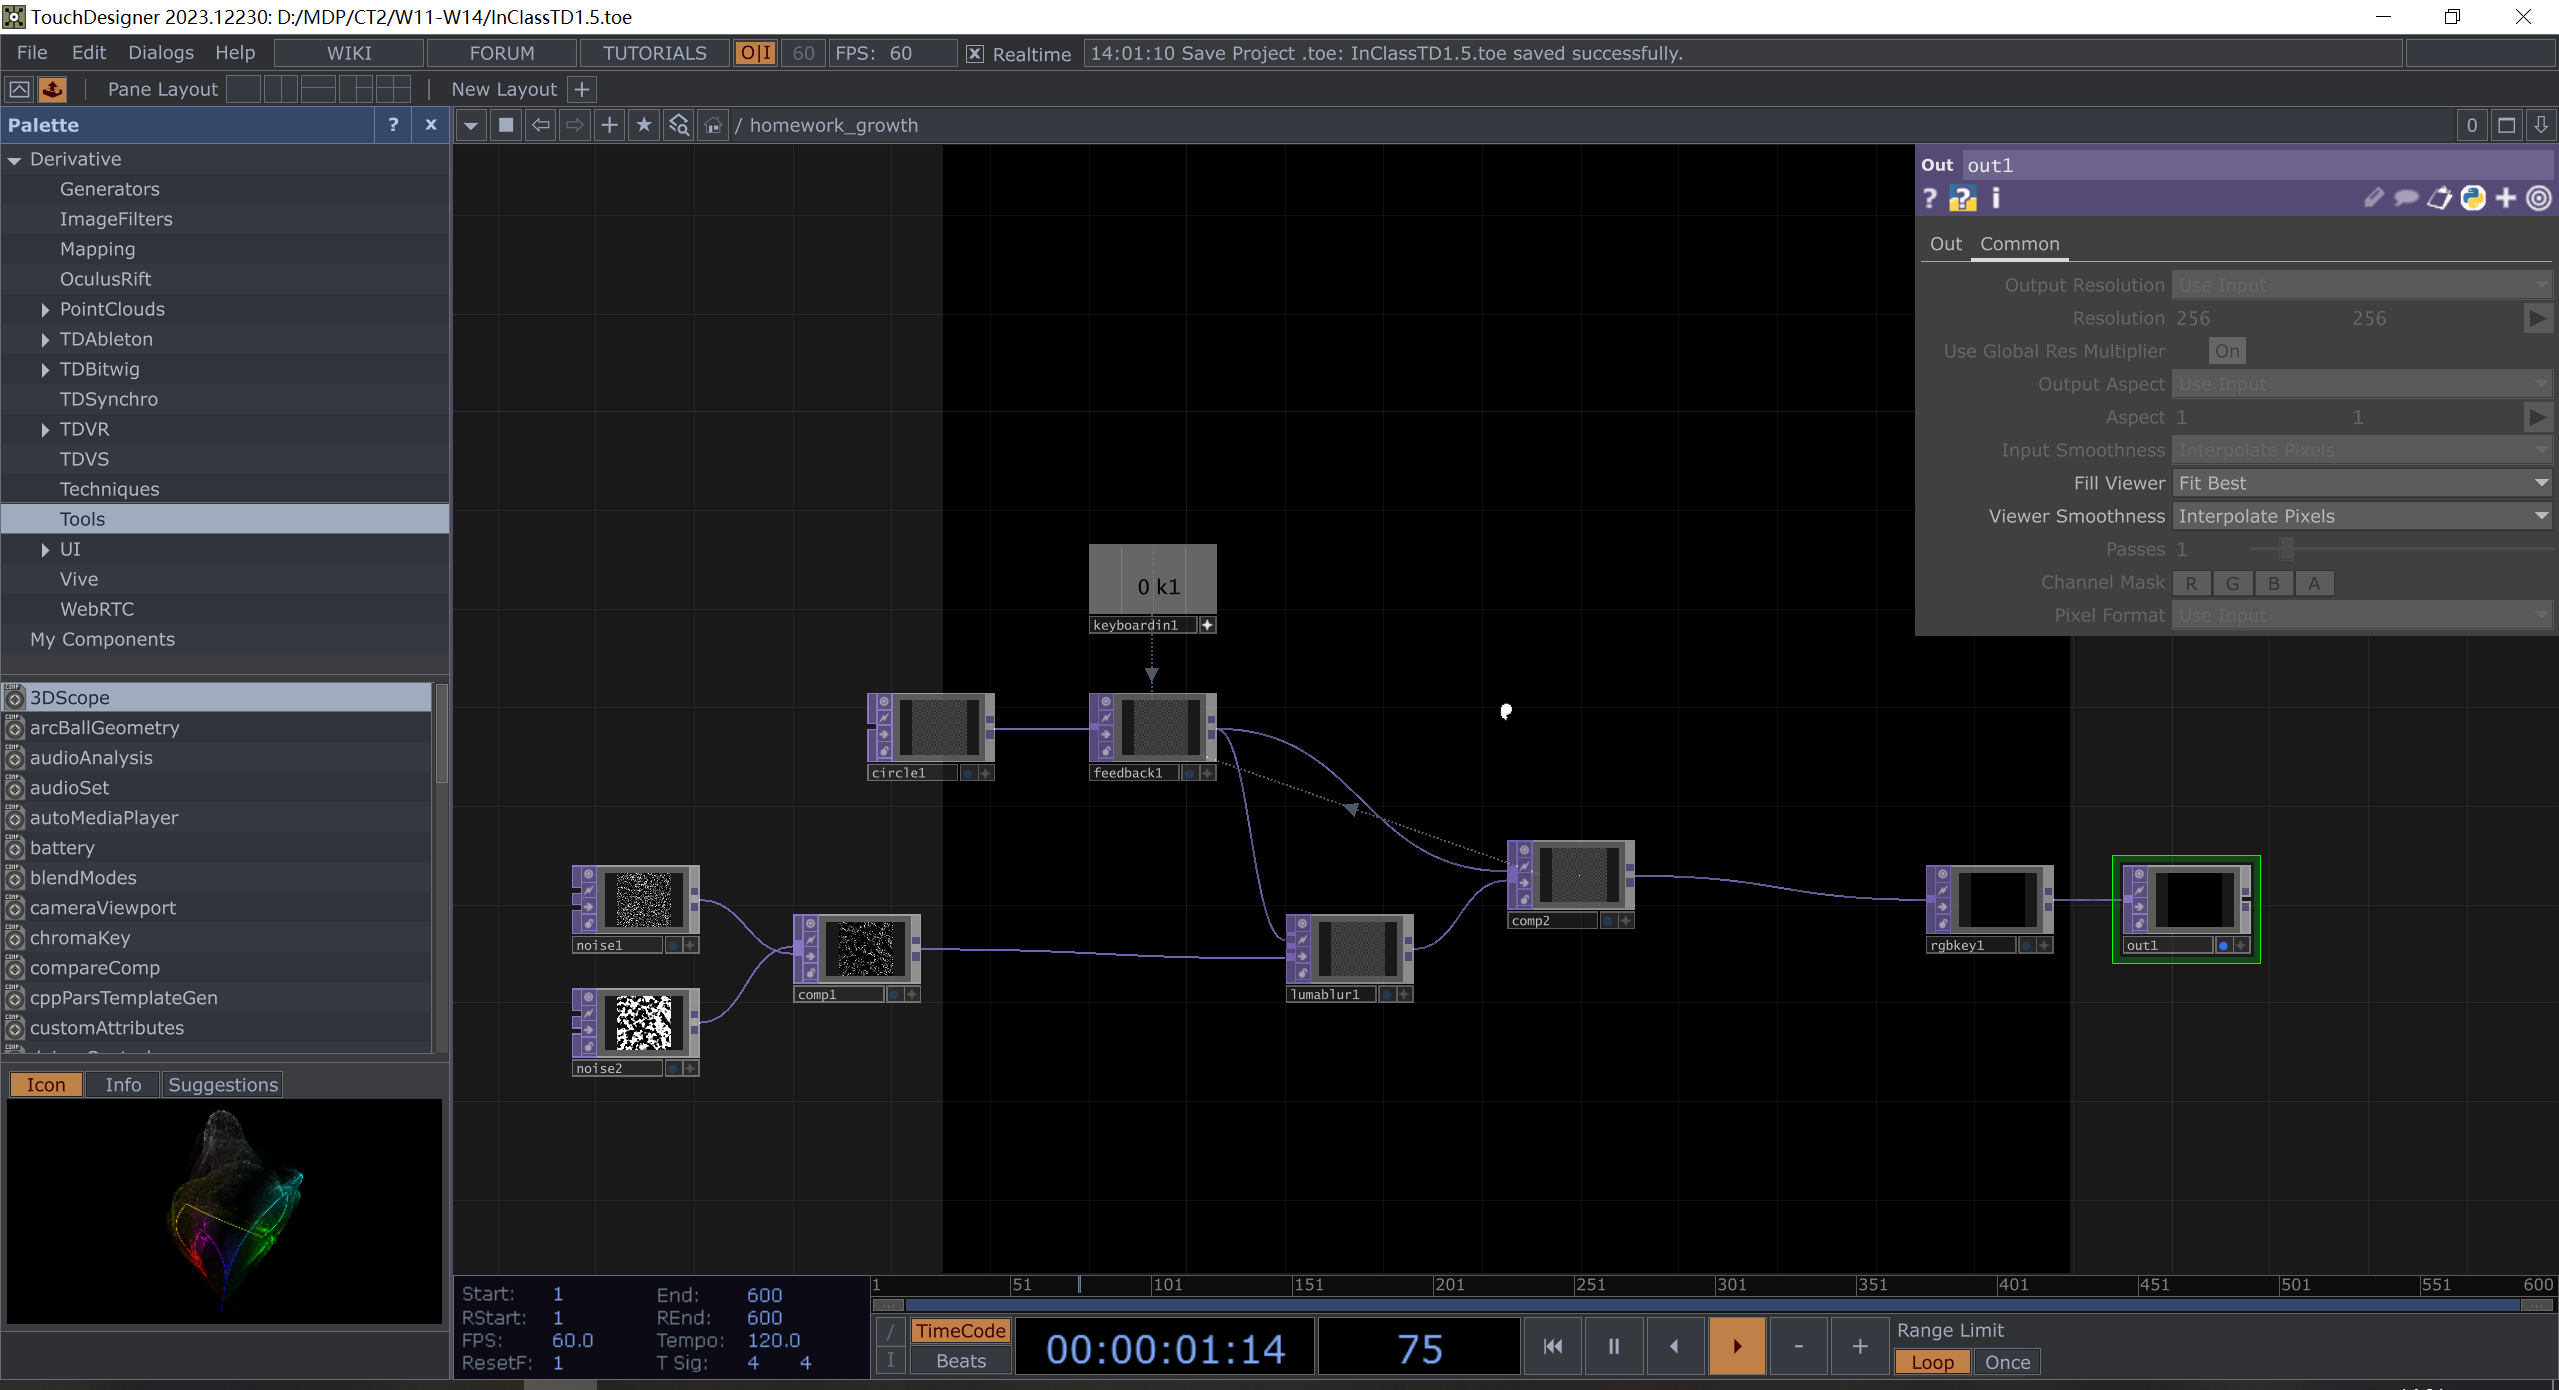 TouchDesigner 2023.12230: D:/MDP/CT2/W11-W14/InClassTD1.5.toe
File Edit Dialogs Help WIKI FORUM TUTORIALS O|I 60 FPS: 60 Realtime 14:01:10 Save Project .toe: InClassTD1.5.toe saved successfully.
Pane Layout New Layout +
Palette ? x / homework_growth 0
Derivative
Generators
ImageFilters
Mapping
OculusRift
PointClouds
TDAbleton
TDBitwig
TDSynchro
TDVR
TDVS
Techniques
Tools
UI
Vive
WebRTC
My Components
3DScope
arcBallGeometry
audioAnalysis
audioSet
autoMediaPlayer
battery
blendModes
cameraViewport
chromaKey
compareComp
cppParsTemplateGen
customAttributes
Icon Info Suggestions
Out out1
Out Common
Output Resolution Use Input
Resolution 256 256
Use Global Res Multiplier On
Output Aspect Use Input
Aspect 1 1
Input Smoothness Interpolate Pixels
Fill Viewer Fit Best
Viewer Smoothness Interpolate Pixels
Passes 1
Channel Mask R G B A
Pixel Format Use Input
0 k1
keyboardin1
circle1
feedback1
noise1
noise2
comp1
lumablur1
comp2
rgbkey1
out1
Start: 1 End: 600
RStart: 1 REnd: 600
FPS: 60.0 Tempo: 120.0
ResetF: 1 T Sig: 4 4
1 51 101 151 201 251 301 351 401 451 501 551 600
TimeCode
Beats
00:00:01:14
75
Range Limit
Loop Once